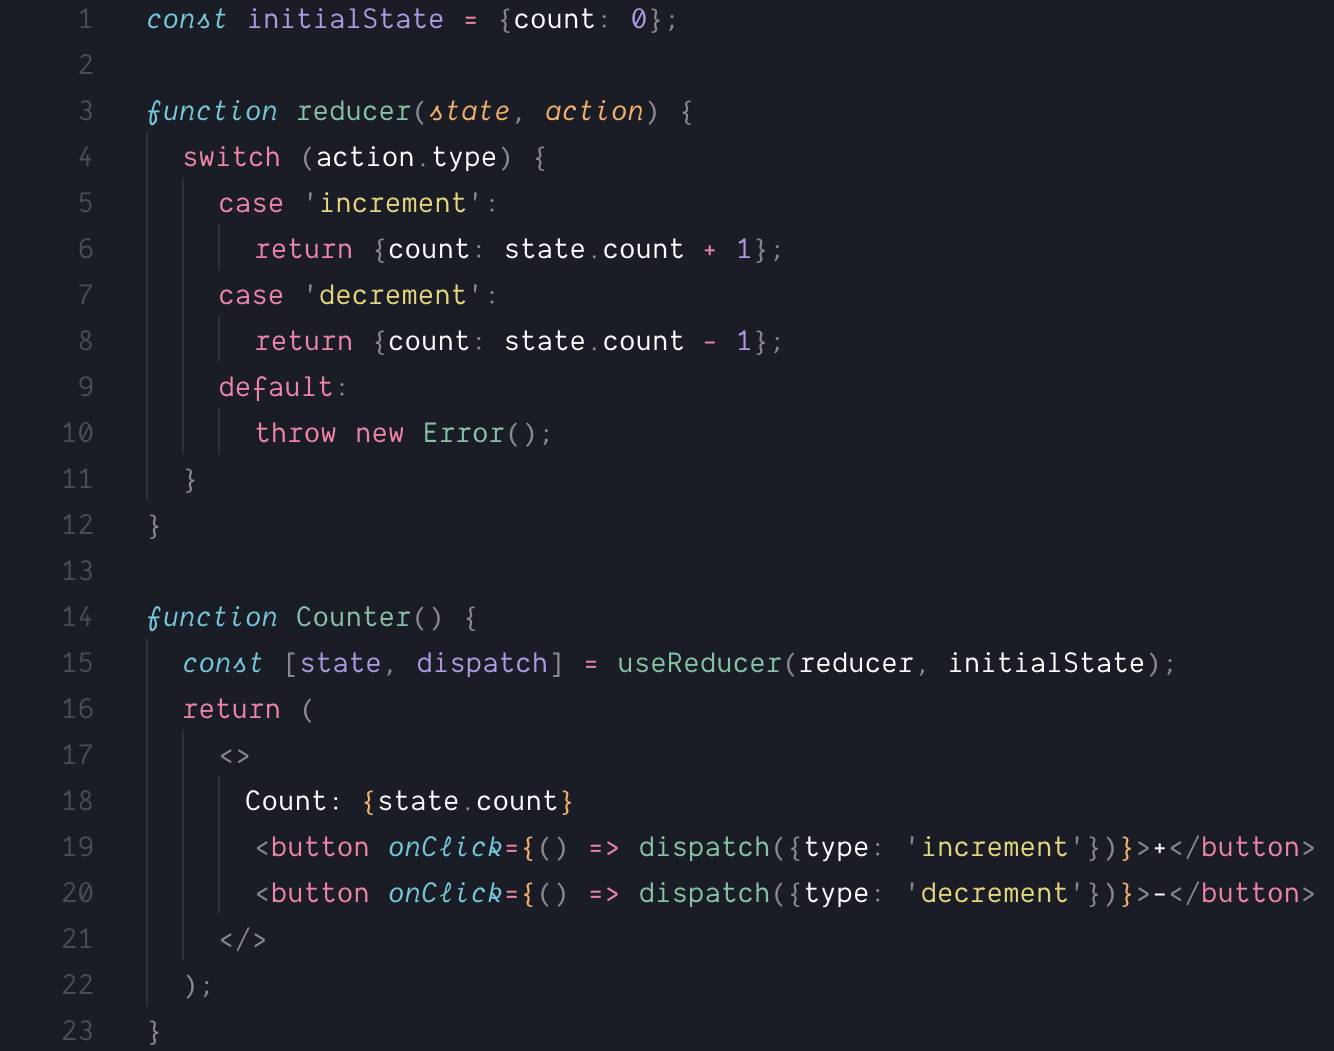 1 const initialState = {count: 0};
2
3 function reducer(state, action) {
4 switch (action.type) {
5 case 'increment':
6 return {count: state.count + 1};
7 case 'decrement':
8 return {count: state.count - 1};
9 default:
10 throw new Error();
11 }
12 }
13
14 function Counter() {
15 const [state, dispatch] = useReducer(reducer, initialState);
16 return (
17 <>
18 Count: {state.count}
19 <button onClick={() => dispatch({type: 'increment'})}>+</button>
20 <button onClick={() => dispatch({type: 'decrement'})}>-</button>
21 </>
22 );
23 }